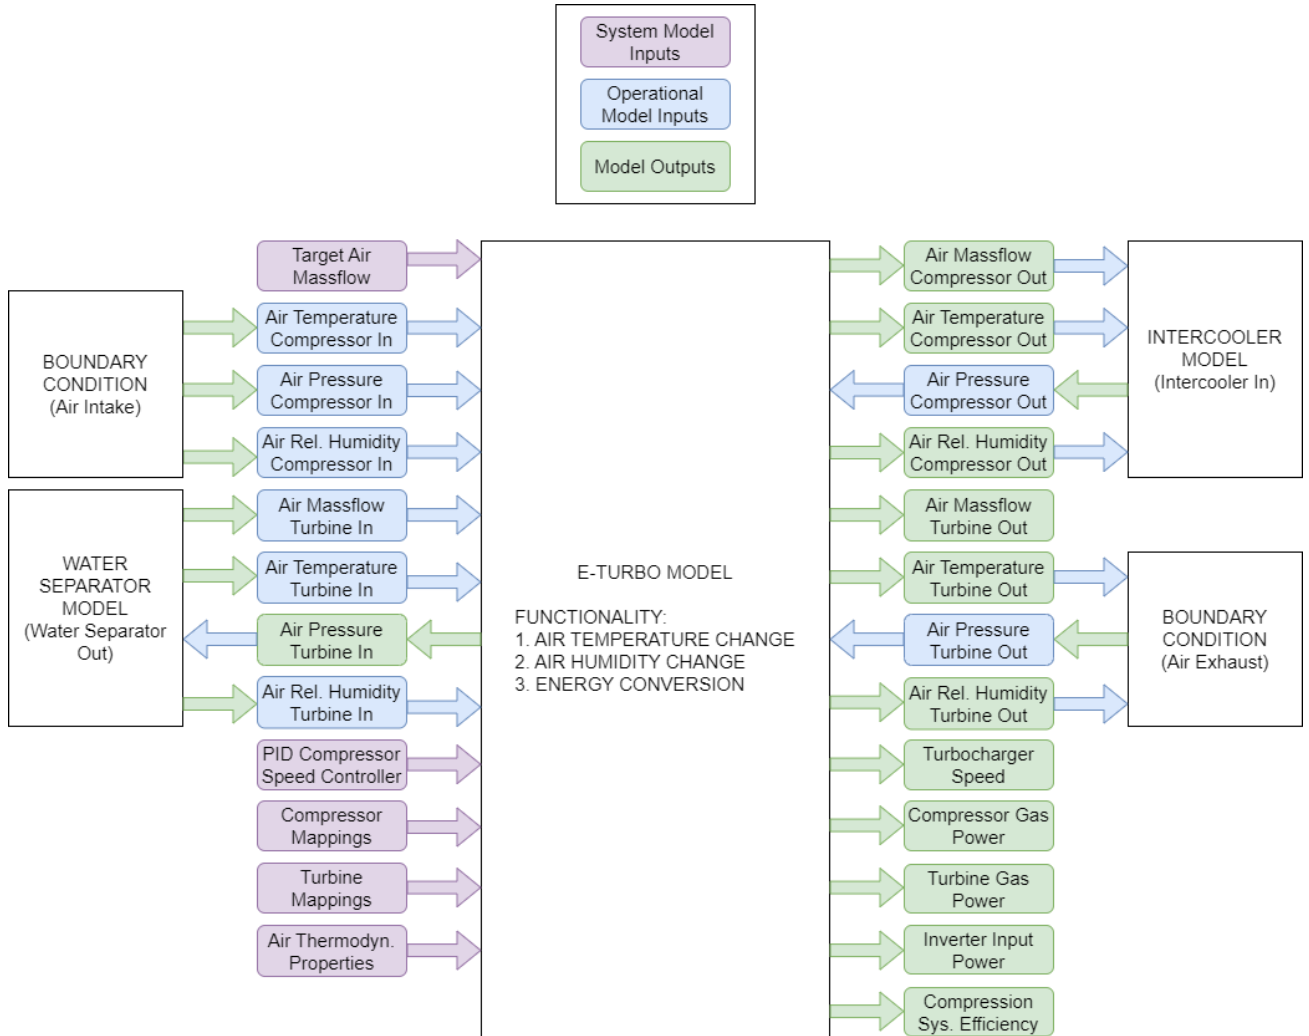 System Model
Inputs
Operational
Model Inputs
Model Outputs
Target Air
Massflow
BOUNDARY
CONDITION
(Air Intake)
Air Temperature
Compressor In
Air Pressure
Compressor In
Air Rel. Humidity
Compressor In
WATER
SEPARATOR
MODEL
(Water Separator
Out)
Air Massflow
Turbine In
Air Temperature
Turbine In
Air Pressure
Turbine In
Air Rel. Humidity
Turbine In
PID Compressor
Speed Controller
Compressor
Mappings
Turbine
Mappings
Air Thermodyn.
Properties
E-TURBO MODEL
FUNCTIONALITY:
1. AIR TEMPERATURE CHANGE
2. AIR HUMIDITY CHANGE
3. ENERGY CONVERSION
Air Massflow
Compressor Out
Air Temperature
Compressor Out
Air Pressure
Compressor Out
Air Rel. Humidity
Compressor Out
Air Massflow
Turbine Out
Air Temperature
Turbine Out
Air Pressure
Turbine Out
Air Rel. Humidity
Turbine Out
Turbocharger
Speed
Compressor Gas
Power
Turbine Gas
Power
Inverter Input
Power
Compression
Sys. Efficiency
INTERCOOLER
MODEL
(Intercooler In)
BOUNDARY
CONDITION
(Air Exhaust)